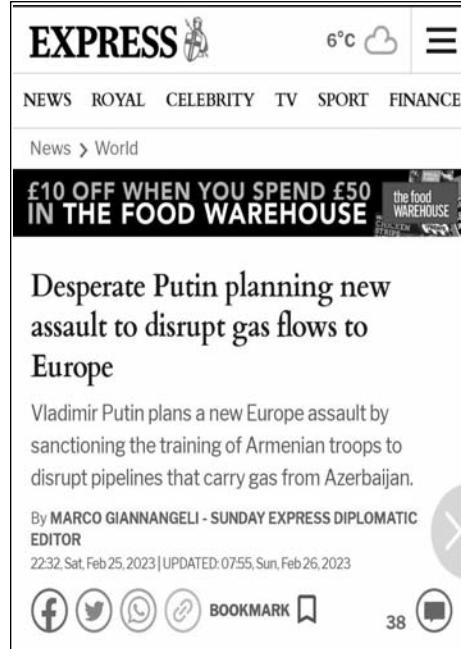 EXPRESS
6°C
NEWS ROYAL CELEBRITY TV SPORT FINANCE
News > World
£10 OFF WHEN YOU SPEND £50
IN THE FOOD WAREHOUSE
the food
WAREHOUSE
Desperate Putin planning new
assault to disrupt gas flows to
Europe
Vladimir Putin plans a new Europe assault by
sanctioning the training of Armenian troops to
disrupt pipelines that carry gas from Azerbaijan.
By MARCO GIANNANGELI - SUNDAY EXPRESS DIPLOMATIC
EDITOR
22:32, Sat, Feb 25, 2023 | UPDATED: 07:55, Sun, Feb 26, 2023
BOOKMARK
38